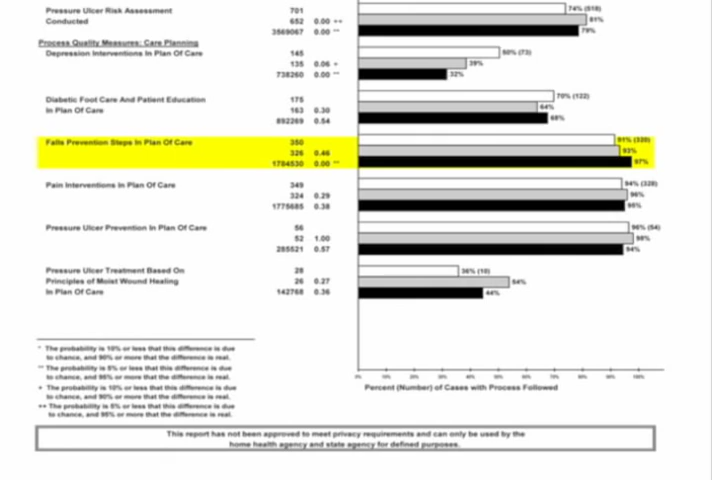 Pressure Ulcer Risk Assessment 701 74% (519)
Conducted 652 0.00 ++ 81%
3569067 0.00 ** 79%
Process Quality Measures: Care Planning
Depression Interventions In Plan Of Care 145 50% (73)
135 0.06 + 39%
738260 0.00 ** 32%
Diabetic Foot Care And Patient Education 175 70% (122)
In Plan Of Care 163 0.30 64%
892269 0.54 68%
Falls Prevention Steps In Plan Of Care 350 91% (320)
326 0.46 93%
1784530 0.00 ** 97%
Pain Interventions In Plan Of Care 349 94% (328)
324 0.29 96%
1775685 0.38 95%
Pressure Ulcer Prevention In Plan Of Care 56 96% (54)
52 1.00 98%
285521 0.57 94%
Pressure Ulcer Treatment Based On 28 36% (10)
Principles of Moist Wound Healing 26 0.27 54%
In Plan Of Care 142768 0.36 44%
0% 10% 20% 30% 40% 50% 60% 70% 80% 90% 100%
Percent (Number) of Cases with Process Followed
* The probability is 10% or less that this difference is due
to chance, and 90% or more that the difference is real.
** The probability is 5% or less that this difference is due
to chance, and 95% or more that the difference is real.
+ The probability is 10% or less that this difference is due
to chance, and 90% or more that the difference is real.
++ The probability is 5% or less that this difference is due
to chance, and 95% or more that the difference is real.
This report has not been approved to meet privacy requirements and can only be used by the
home health agency and state agency for defined purposes.